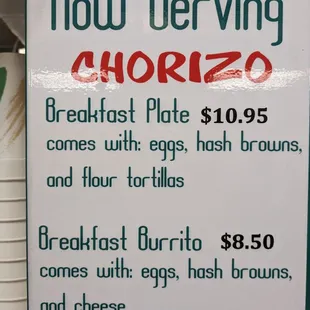 Now Serving
CHORIZO
Breakfast Plate $10.95
comes with: eggs, hash browns,
and flour tortillas
Breakfast Burrito $8.50
comes with: eggs, hash browns,
and cheese